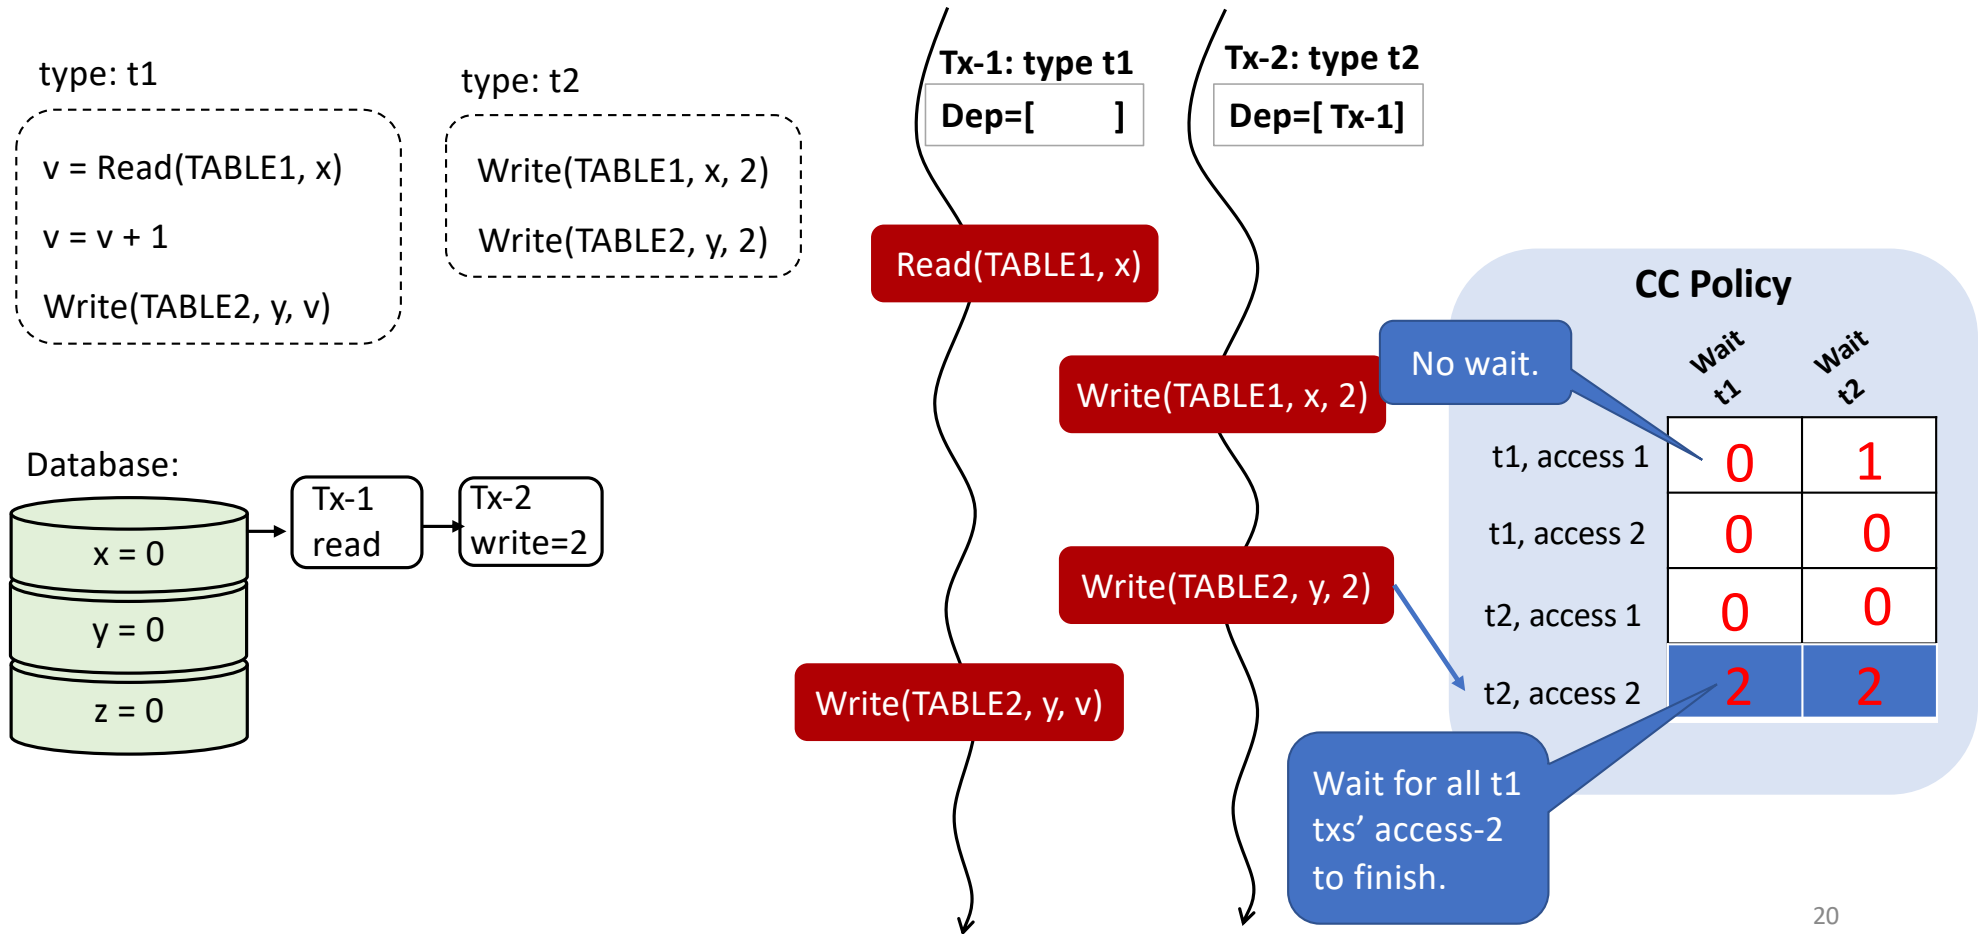 type: t1
v = Read(TABLE1, x)
v = v + 1
Write(TABLE2, y, v)
type: t2
Write(TABLE1, x, 2)
Write(TABLE2, y, 2)
Database:
x = 0
y = 0
z = 0
Tx-1
read
Tx-2
write=2
Tx-1: type t1
Dep=[ ]
Tx-2: type t2
Dep=[ Tx-1]
Read(TABLE1, x)
Write(TABLE1, x, 2)
Write(TABLE2, y, 2)
Write(TABLE2, y, v)
CC Policy
No wait.
Wait
t1
Wait
t2
t1, access 1 0 1
t1, access 2 0 0
t2, access 1 0 0
t2, access 2 2 2
Wait for all t1
txs’ access-2
to finish.
20